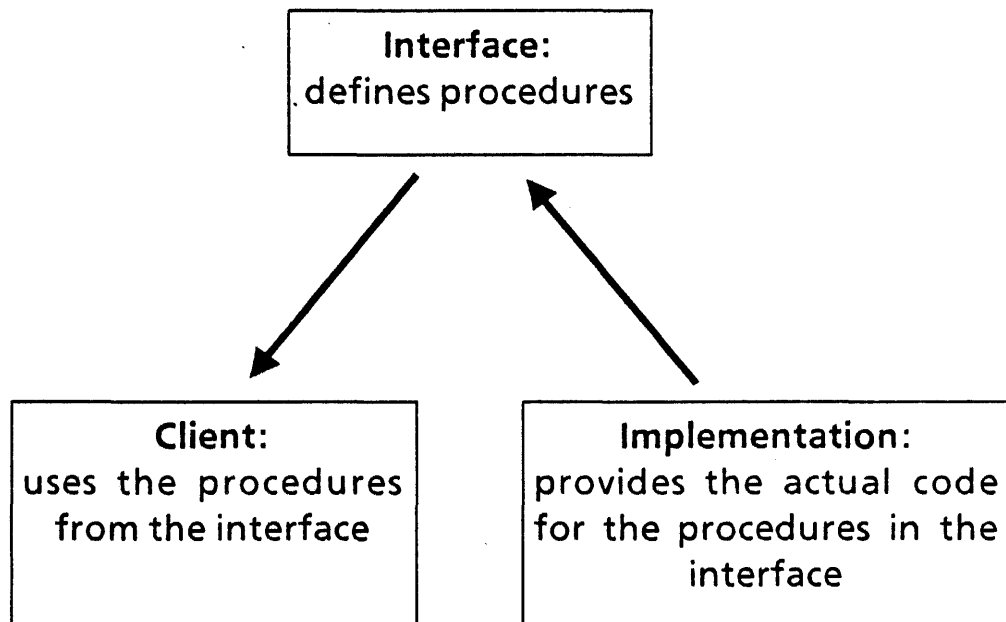 Interface:
defines procedures
Client:
uses the procedures
from the interface
Implementation:
provides the actual code
for the procedures in the
interface